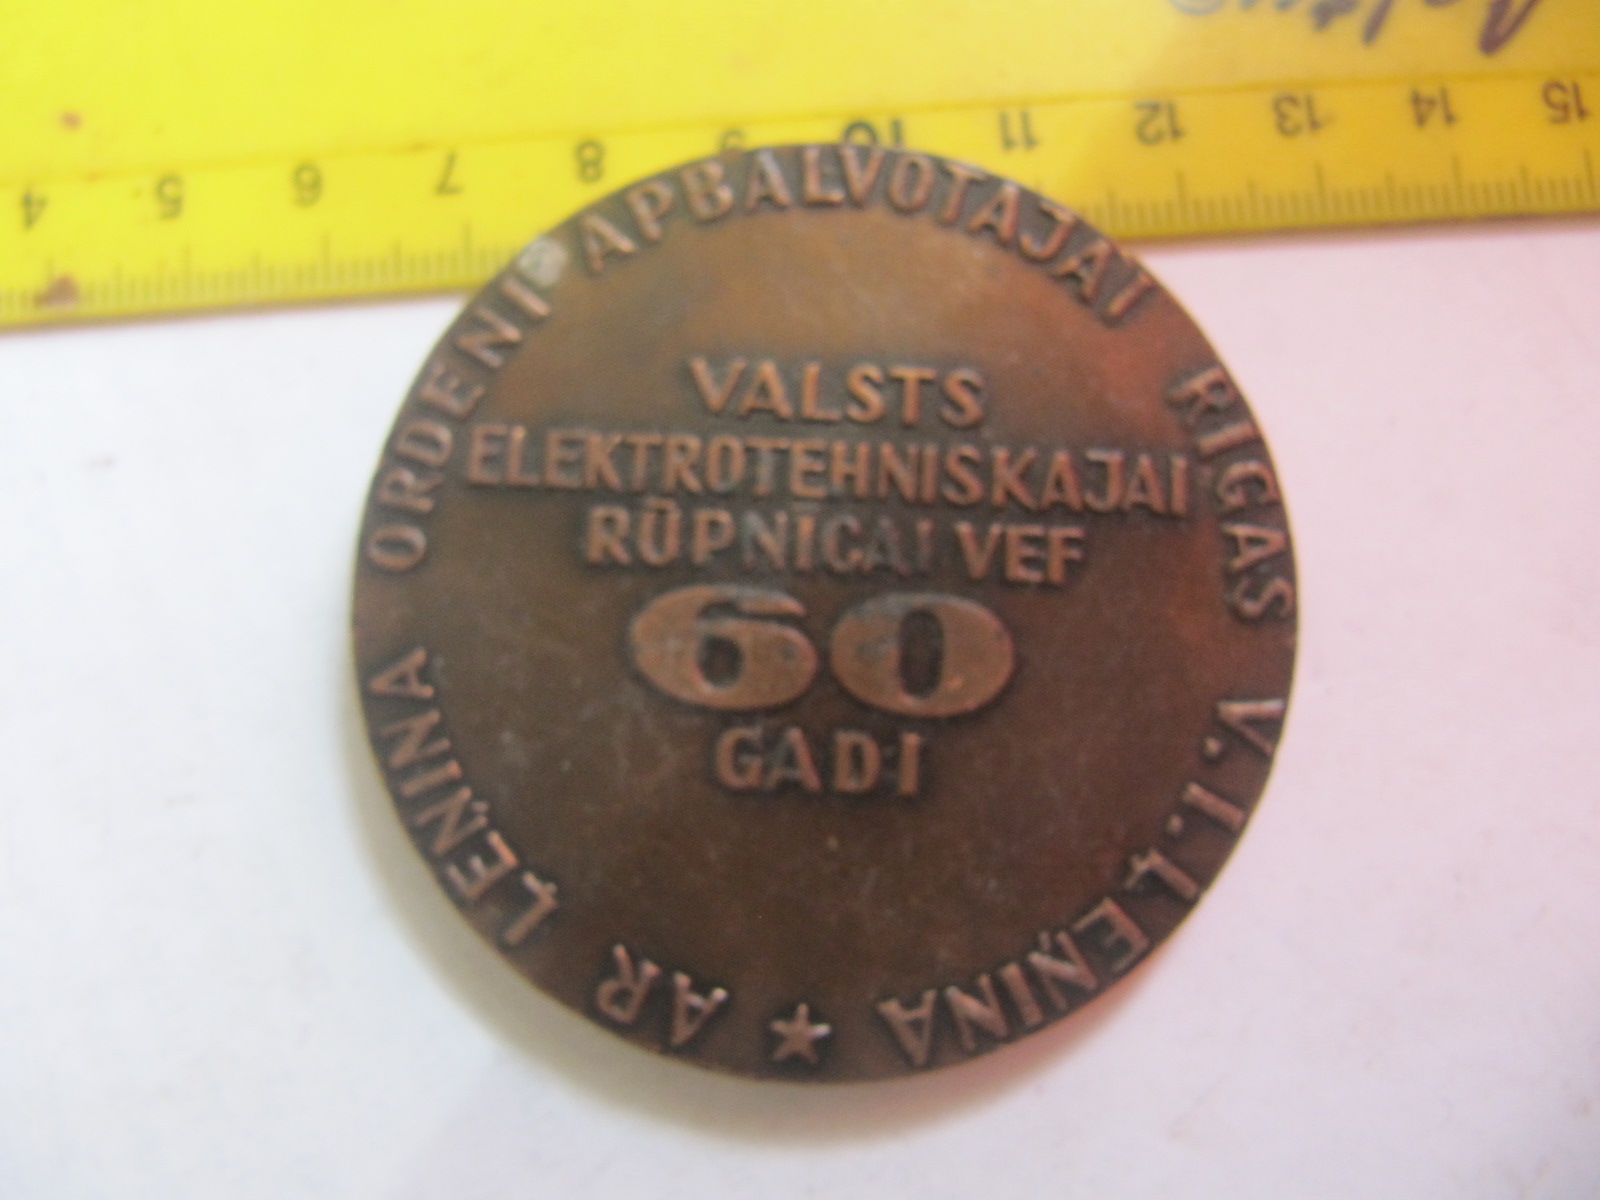 4 5 6 7 8 9 10 11 12 13 14 15
★ AR ĻEŅINA ORDENI APBALVOTAJAI RĪGAS V. I. ĻEŅINA
VALSTS
ELEKTROTEHNISKAJAI
RŪPNĪCAI VEF
60
GADI